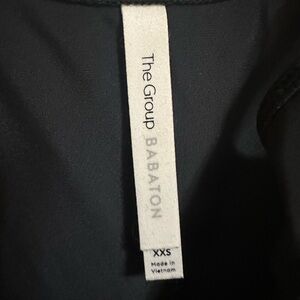 The Group BABATON
XXS
Made in
Vietnam